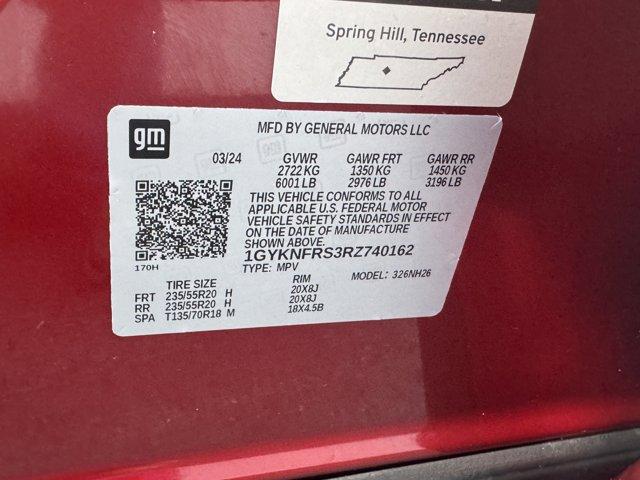 Spring Hill, Tennessee
gm
MFD BY GENERAL MOTORS LLC
03/24 GVWR GAWR FRT GAWR RR
2722 KG 1350 KG 1450 KG
6001 LB 2976 LB 3196 LB
THIS VEHICLE CONFORMS TO ALL
APPLICABLE U.S. FEDERAL MOTOR
VEHICLE SAFETY STANDARDS IN EFFECT
ON THE DATE OF MANUFACTURE
SHOWN ABOVE.
1GYKNFRS3RZ740162
170H
TYPE: MPV MODEL: 326NH26
TIRE SIZE RIM
FRT 235/55R20 H 20X8J
RR 235/55R20 H 20X8J
SPA T135/70R18 M 18X4.5B